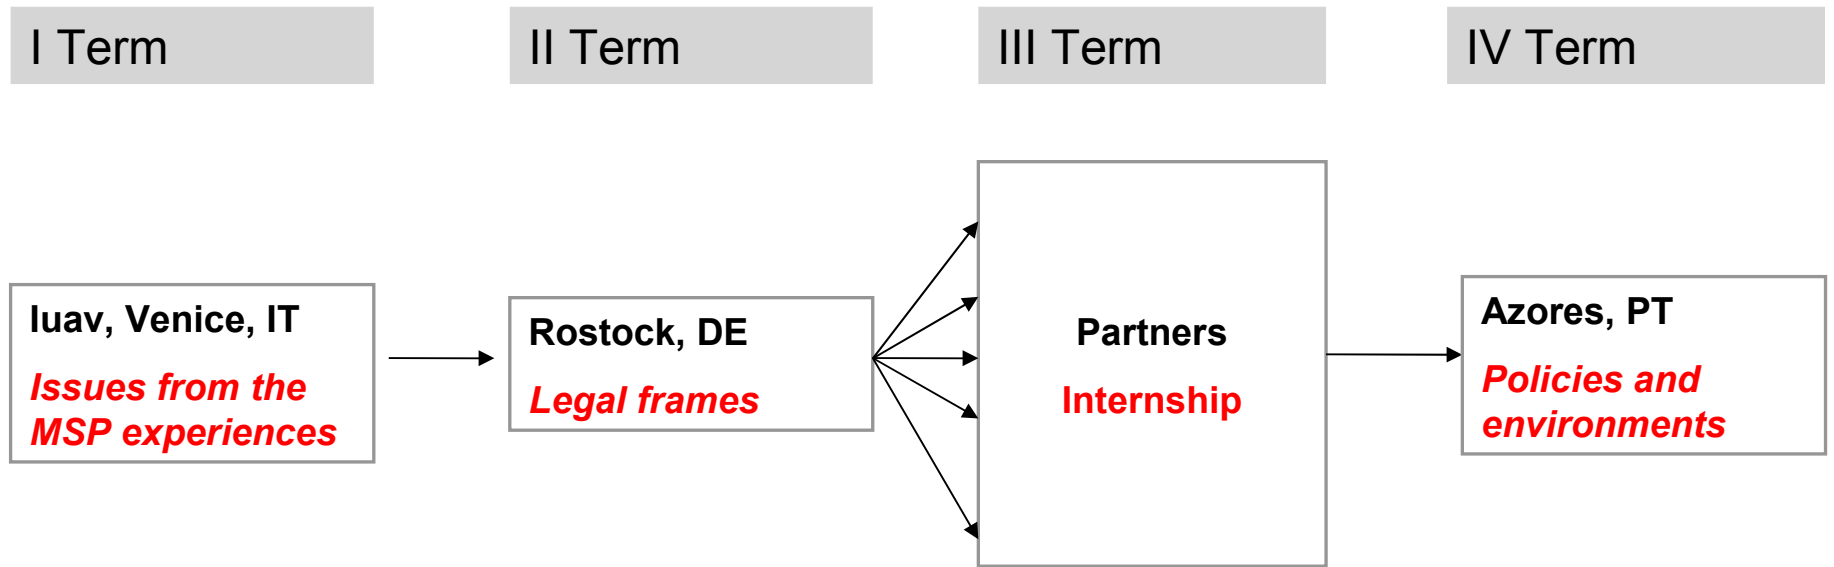 I Term
II Term
III Term
IV Term
Iuav, Venice, IT
Issues from the
MSP experiences
Rostock, DE
Legal frames
Partners
Internship
Azores, PT
Policies and
environments